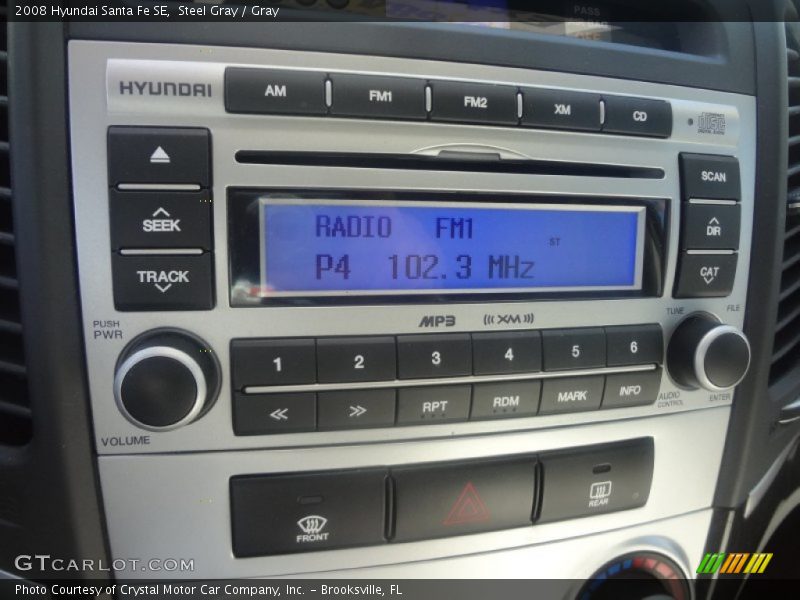 2008 Hyundai Santa Fe SE, Steel Gray / Gray
PASS
HYUNDAI
AM
FM1
FM2
XM
CD
SEEK
TRACK
RADIO FM1
ST
P4 102.3 MHz
SCAN
DIR
CAT
PUSH
PWR
VOLUME
MP3
XM
TUNE
FILE
1
2
3
4
5
6
<<
>>
RPT
RDM
MARK
INFO
AUDIO
CONTROL
ENTER
FRONT
REAR
GTCARLOT.COM
Photo Courtesy of Crystal Motor Car Company, Inc. – Brooksville, FL